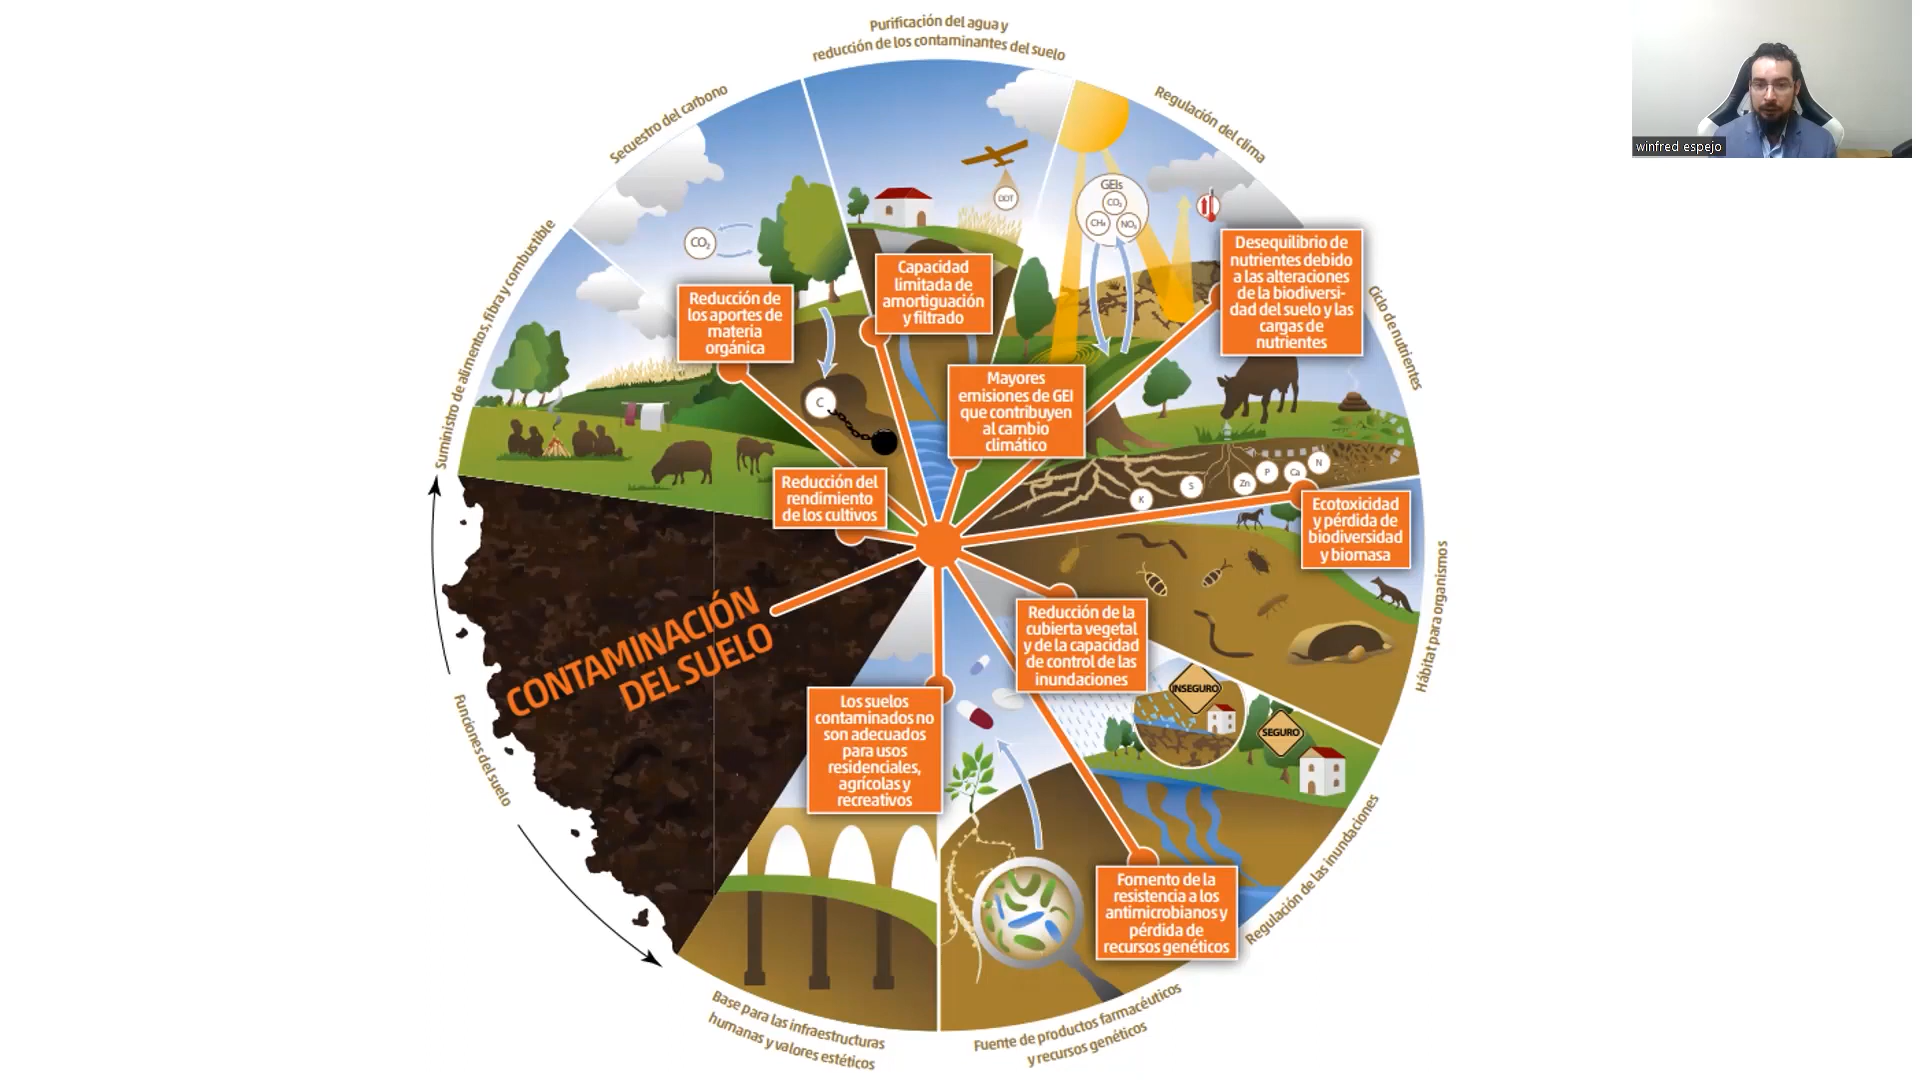 Purificación del agua y
reducción de los contaminantes del suelo
Secuestro del carbono
Regulación del clima
Suministro de alimentos, fibra y combustible
Ciclo de nutrientes
Hábitat para organismos
Regulación de las inundaciones
Fuente de productos farmacéuticos
y recursos genéticos
Base para las infraestructuras
humanas y valores estéticos
Funciones del suelo
CONTAMINACIÓN
DEL SUELO
winfred espejo
DDT
GEIs
CO₂
CH₄
NOₓ
CO₂
C
Reducción de
los aportes de
materia
orgánica
Capacidad
limitada de
amortiguación
y filtrado
Mayores
emisiones de GEI
que contribuyen
al cambio
climático
Desequilibrio de
nutrientes debido
a las alteraciones
de la biodiversi-
dad del suelo y las
cargas de
nutrientes
Reducción del
rendimiento
de los cultivos
K
S
Zn
P
Ca
N
Ecotoxicidad
y pérdida de
biodiversidad
y biomasa
Reducción de la
cubierta vegetal
y de la capacidad
de control de las
inundaciones
INSEGURO
SEGURO
Los suelos
contaminados no
son adecuados
para usos
residenciales,
agrícolas y
recreativos
Fomento de la
resistencia a los
antimicrobianos y
pérdida de
recursos genéticos